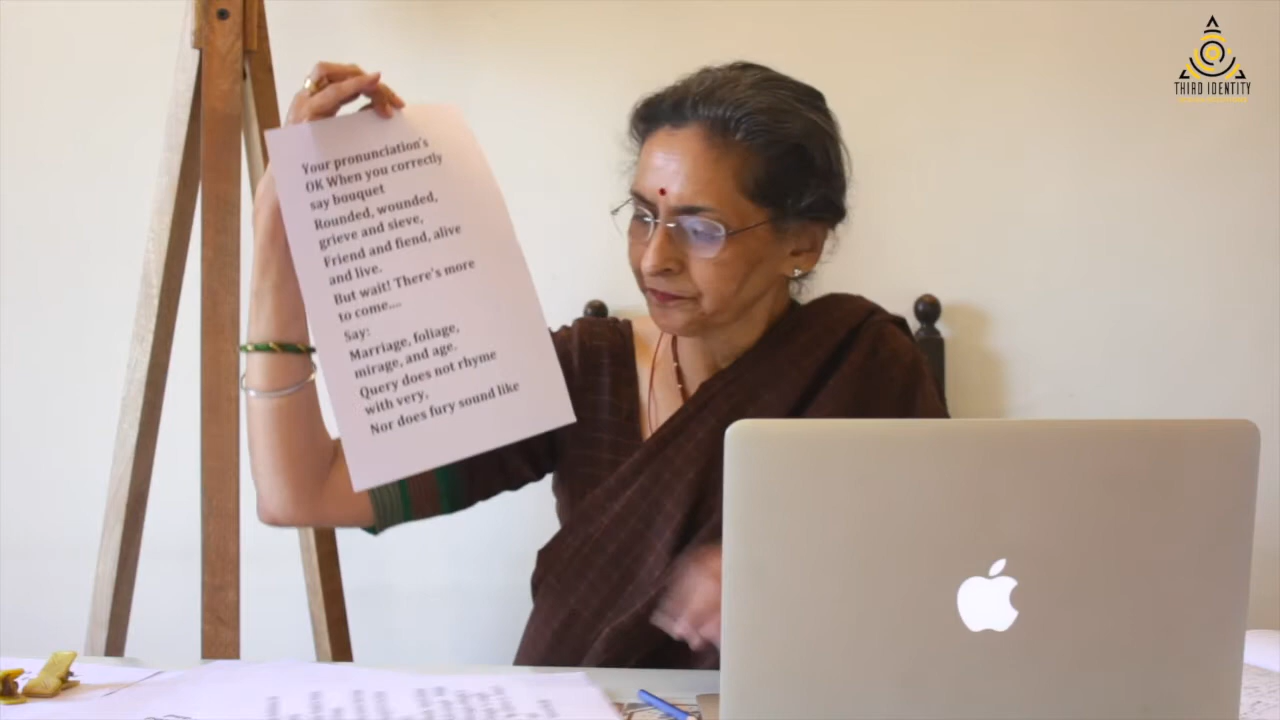 Your pronunciation's
OK When you correctly
say bouquet
Rounded, wounded,
grieve and sieve,
Friend and fiend, alive
and live.
But wait! There's more
to come....
Say:
Marriage, foliage,
mirage, and age.
Query does not rhyme
with very,
Nor does fury sound like
THIRD IDENTITY